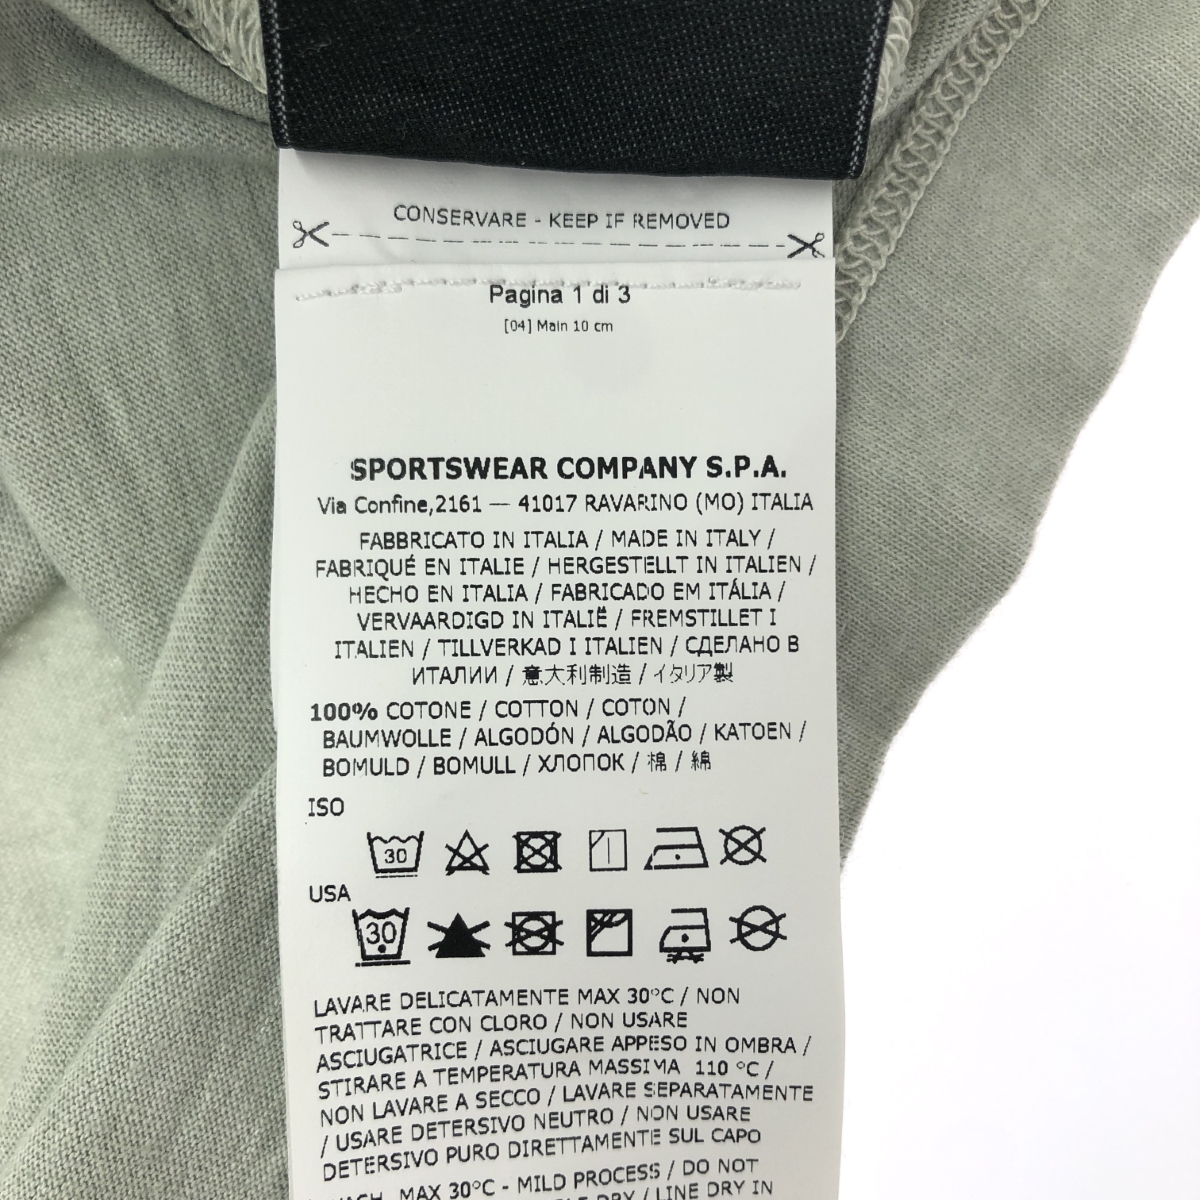 CONSERVARE - KEEP IF REMOVED
Pagina 1 di 3
[04] Main 10 cm
SPORTSWEAR COMPANY S.P.A.
Via Confine,2161 — 41017 RAVARINO (MO) ITALIA
FABBRICATO IN ITALIA / MADE IN ITALY /
FABRIQUÉ EN ITALIE / HERGESTELLT IN ITALIEN /
HECHO EN ITALIA / FABRICADO EM ITÁLIA /
VERVAARDIGD IN ITALIË / FREMSTILLET I
ITALIEN / TILLVERKAD I ITALIEN / СДЕЛАНО В
ИТАЛИИ / 意大利制造 / イタリア製
100% COTONE / COTTON / COTON /
BAUMWOLLE / ALGODÓN / ALGODÃO / KATOEN /
BOMULD / BOMULL / ХЛОПОК / 棉 / 綿
ISO
30
USA
30
LAVARE DELICATAMENTE MAX 30°C / NON
TRATTARE CON CLORO / NON USARE
ASCIUGATRICE / ASCIUGARE APPESO IN OMBRA /
STIRARE A TEMPERATURA MASSIMA 110 °C /
NON LAVARE A SECCO / LAVARE SEPARATAMENTE
/ USARE DETERSIVO NEUTRO / NON USARE
DETERSIVO PURO DIRETTAMENTE SUL CAPO
MAX 30°C - MILD PROCESS / DO NOT
DRY / LINE DRY IN